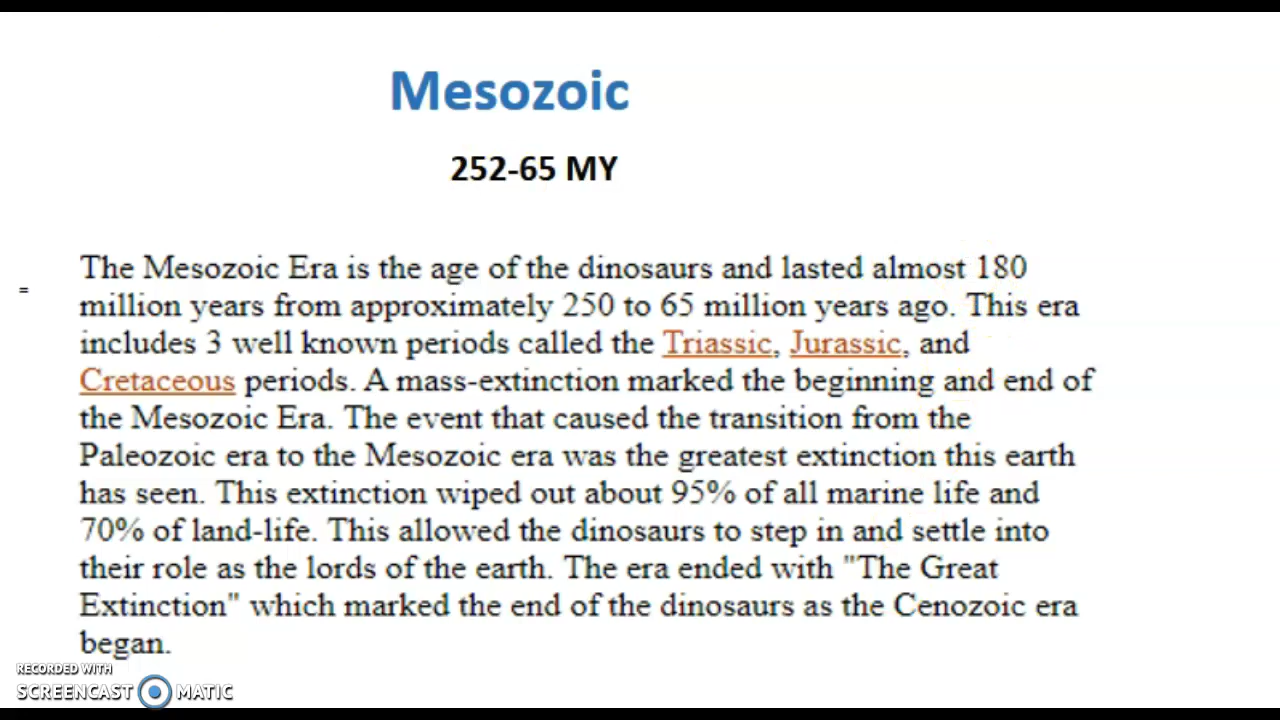 Mesozoic
252-65 MY
=
The Mesozoic Era is the age of the dinosaurs and lasted almost 180
million years from approximately 250 to 65 million years ago. This era
includes 3 well known periods called the Triassic, Jurassic, and
Cretaceous periods. A mass-extinction marked the beginning and end of
the Mesozoic Era. The event that caused the transition from the
Paleozoic era to the Mesozoic era was the greatest extinction this earth
has seen. This extinction wiped out about 95% of all marine life and
70% of land-life. This allowed the dinosaurs to step in and settle into
their role as the lords of the earth. The era ended with "The Great
Extinction" which marked the end of the dinosaurs as the Cenozoic era
began.
RECORDED WITH
SCREENCAST MATIC